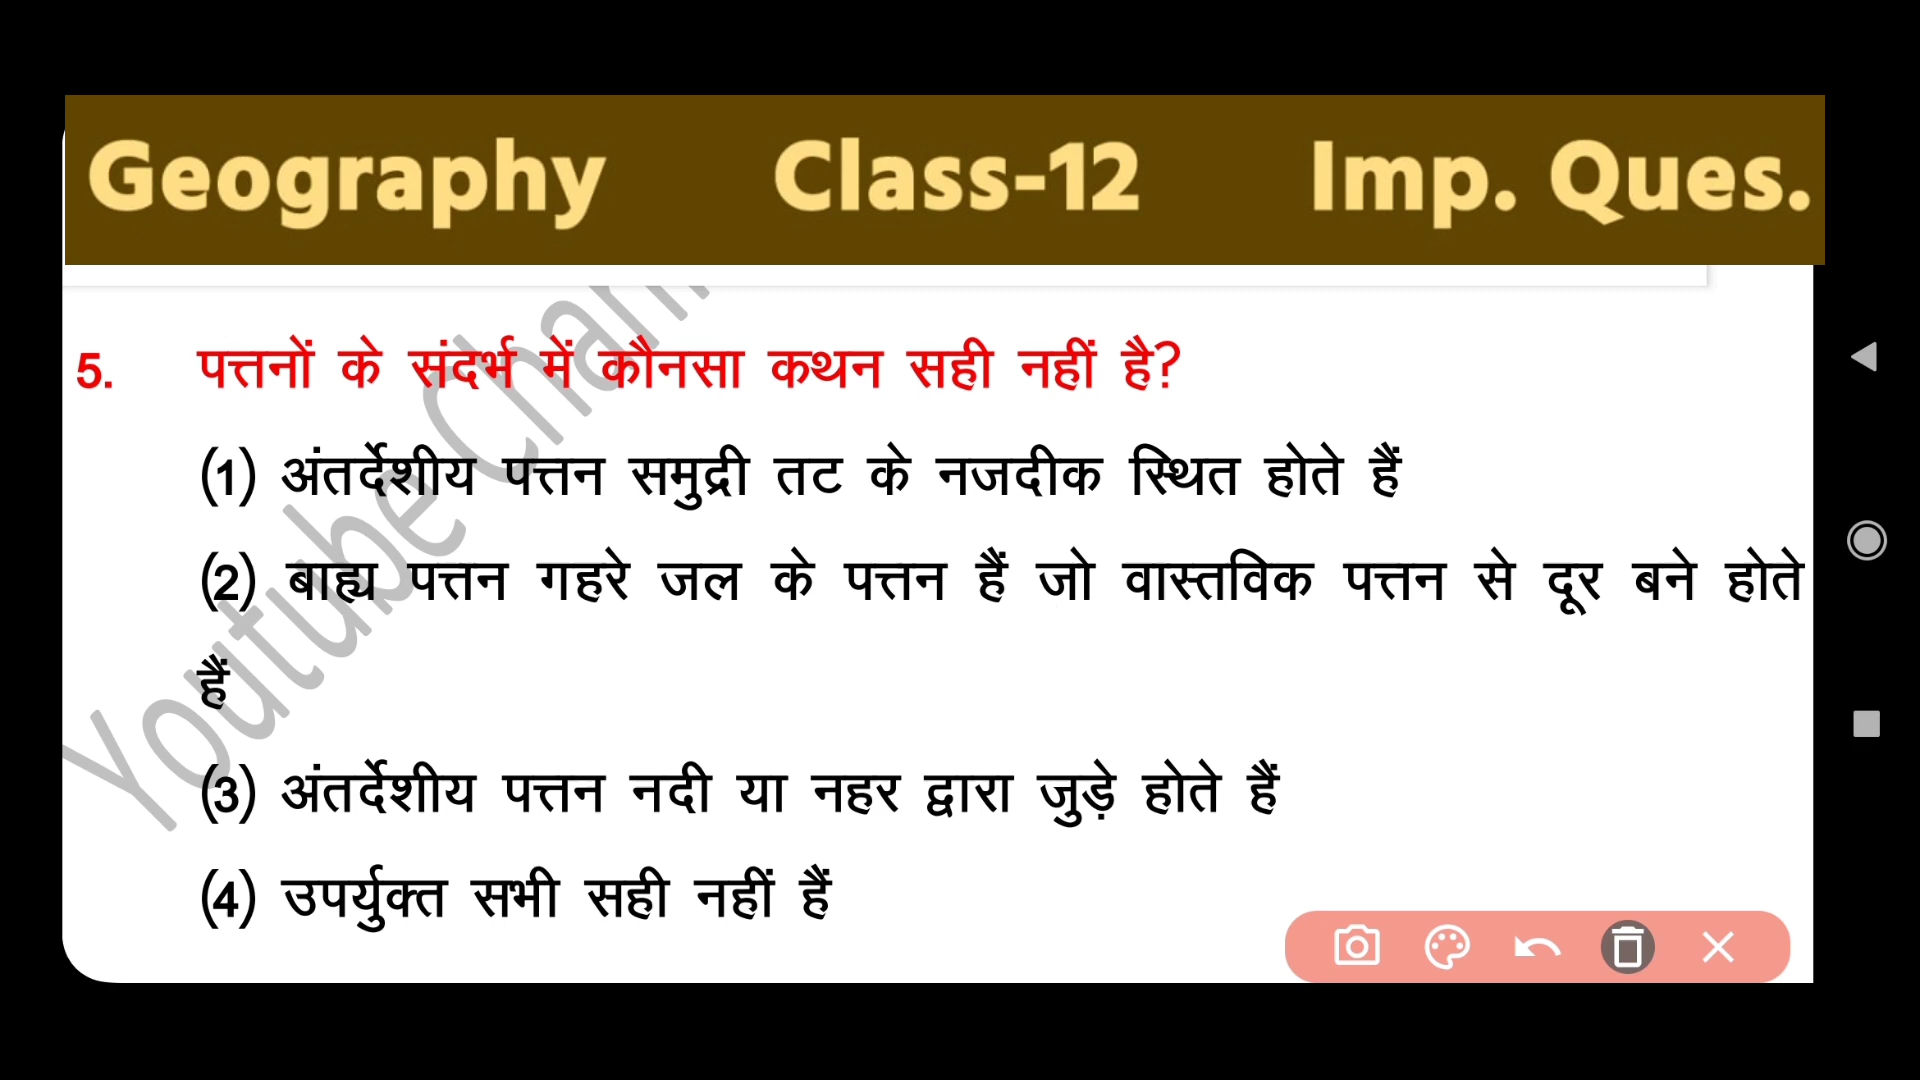 Geography Class-12 Imp. Ques.
5. पत्तनों के संदर्भ में कौनसा कथन सही नहीं है?
(1) अंतर्देशीय पत्तन समुद्री तट के नजदीक स्थित होते हैं
(2) बाह्य पत्तन गहरे जल के पत्तन हैं जो वास्तविक पत्तन से दूर बने होते
हैं
(3) अंतर्देशीय पत्तन नदी या नहर द्वारा जुड़े होते हैं
(4) उपर्युक्त सभी सही नहीं हैं
Youtube